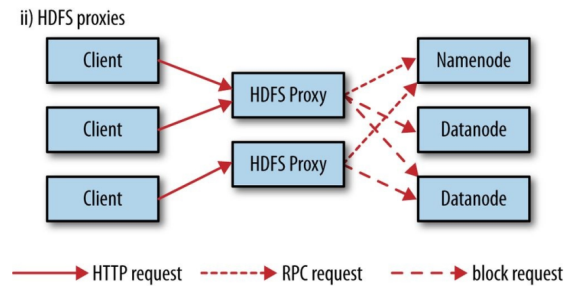 ii) HDFS proxies
Client
Namenode
HDFS Proxy
Client
Datanode
HDFS Proxy
Client
Datanode
HTTP request
RPC request
block request